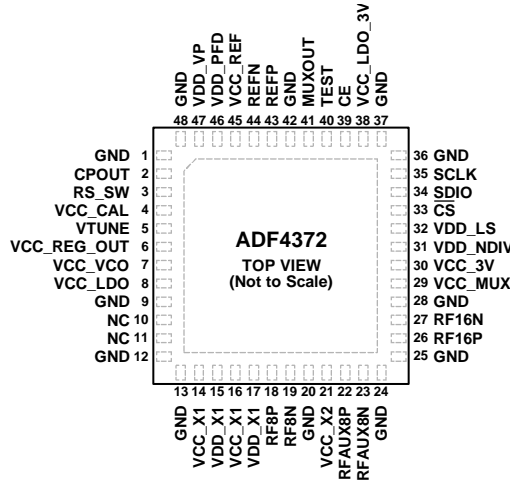 48 GND
47 VDD_VP
46 VDD_PFD
45 VCC_REF
44 REFN
43 REFP
42 GND
41 MUXOUT
40 TEST
39 CE
38 VCC_LDO_3V
37 GND
GND 1
CPOUT 2
RS_SW 3
VCC_CAL 4
VTUNE 5
VCC_REG_OUT 6
VCC_VCO 7
VCC_LDO 8
GND 9
NC 10
NC 11
GND 12
ADF4372
TOP VIEW
(Not to Scale)
36 GND
35 SCLK
34 SDIO
33 CS
32 VDD_LS
31 VDD_NDIV
30 VCC_3V
29 VCC_MUX
28 GND
27 RF16N
26 RF16P
25 GND
13 GND
14 VCC_X1
15 VDD_X1
16 VCC_X1
17 VDD_X1
18 RF8P
19 RF8N
20 GND
21 VCC_X2
22 RFAUX8P
23 RFAUX8N
24 GND